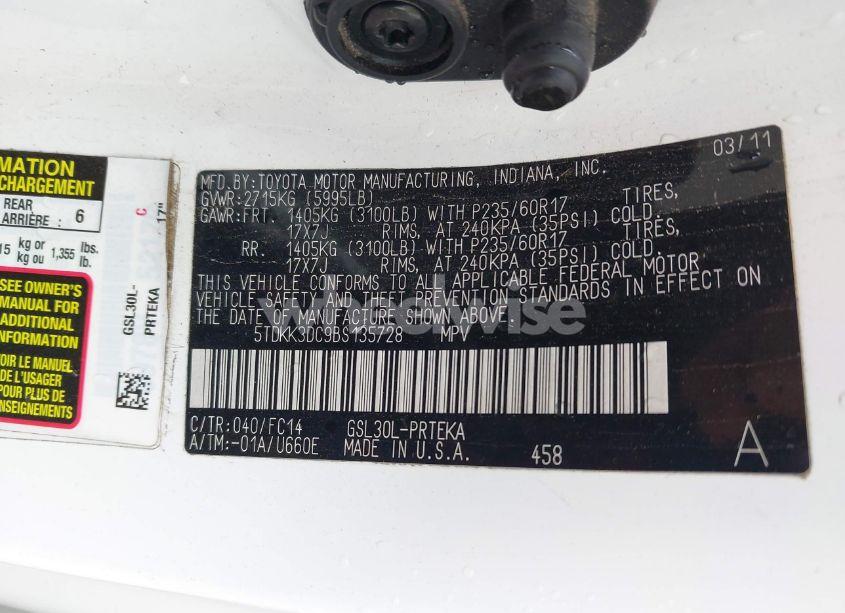 MATION
CHARGEMENT
REAR
ARRIÈRE : 6
15 kg or / kg ou 1,355 lbs. / lb.
SEE OWNER'S
MANUAL FOR
ADDITIONAL
INFORMATION
VOIR LE MANUEL
DE L'USAGER
POUR PLUS DE
NSEIGNEMENTS
17" C
GSL30L-
PRTEKA
03/11
MFD.BY:TOYOTA MOTOR MANUFACTURING, INDIANA, INC.
GVWR:2715KG (5995LB)
GAWR:FRT. 1405KG (3100LB) WITH P235/60R17 TIRES,
17X7J RIMS, AT 240KPA (35PSI) COLD.
RR. 1405KG (3100LB) WITH P235/60R17 TIRES,
17X7J RIMS, AT 240KPA (35PSI) COLD.
THIS VEHICLE CONFORMS TO ALL APPLICABLE FEDERAL MOTOR
VEHICLE SAFETY AND THEFT PREVENTION STANDARDS IN EFFECT ON
THE DATE OF MANUFACTURE SHOWN ABOVE.
5TDKK3DC9BS135728 MPV
C/TR:040/FC14 GSL30L-PRTEKA
A/TM:-01A/U660E MADE IN U.S.A. 458 A
wheelwise